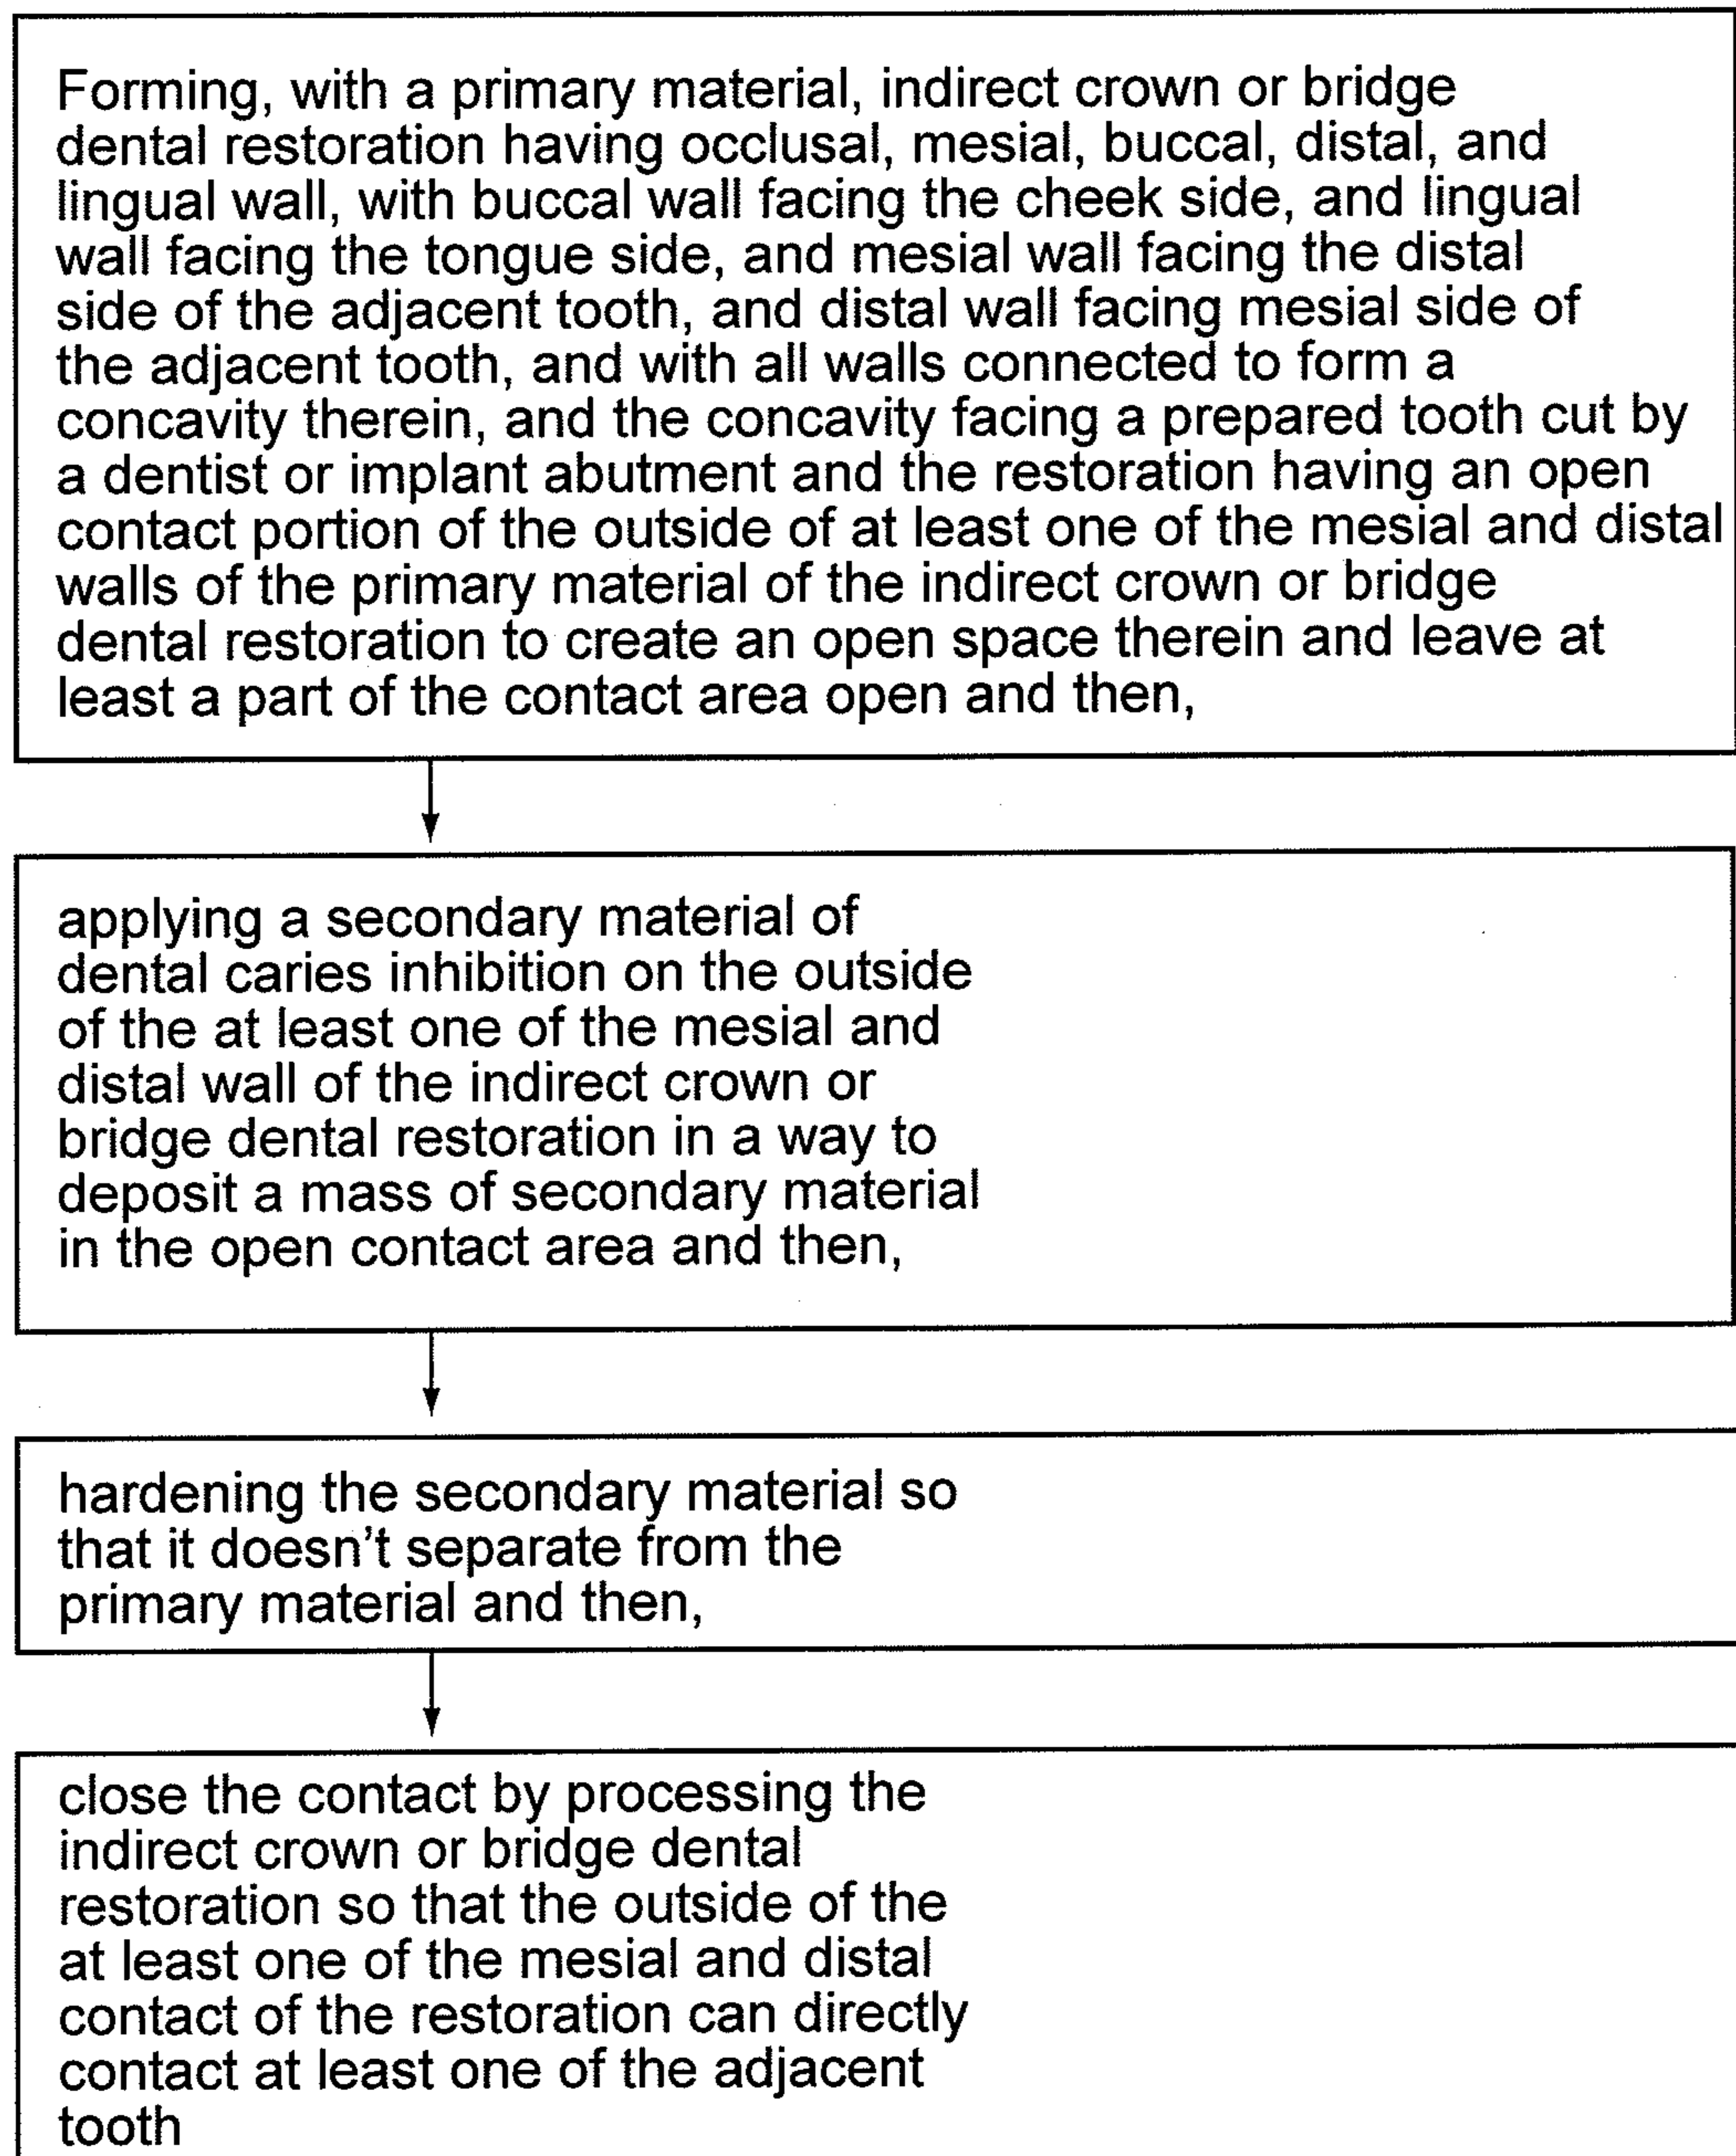 Forming, with a primary material, indirect crown or bridge
dental restoration having occlusal, mesial, buccal, distal, and
lingual wall, with buccal wall facing the cheek side, and lingual
wall facing the tongue side, and mesial wall facing the distal
side of the adjacent tooth, and distal wall facing mesial side of
the adjacent tooth, and with all walls connected to form a
concavity therein, and the concavity facing a prepared tooth cut by
a dentist or implant abutment and the restoration having an open
contact portion of the outside of at least one of the mesial and distal
walls of the primary material of the indirect crown or bridge
dental restoration to create an open space therein and leave at
least a part of the contact area open and then,
applying a secondary material of
dental caries inhibition on the outside
of the at least one of the mesial and
distal wall of the indirect crown or
bridge dental restoration in a way to
deposit a mass of secondary material
in the open contact area and then,
hardening the secondary material so
that it doesn't separate from the
primary material and then,
close the contact by processing the
indirect crown or bridge dental
restoration so that the outside of the
at least one of the mesial and distal
contact of the restoration can directly
contact at least one of the adjacent
tooth